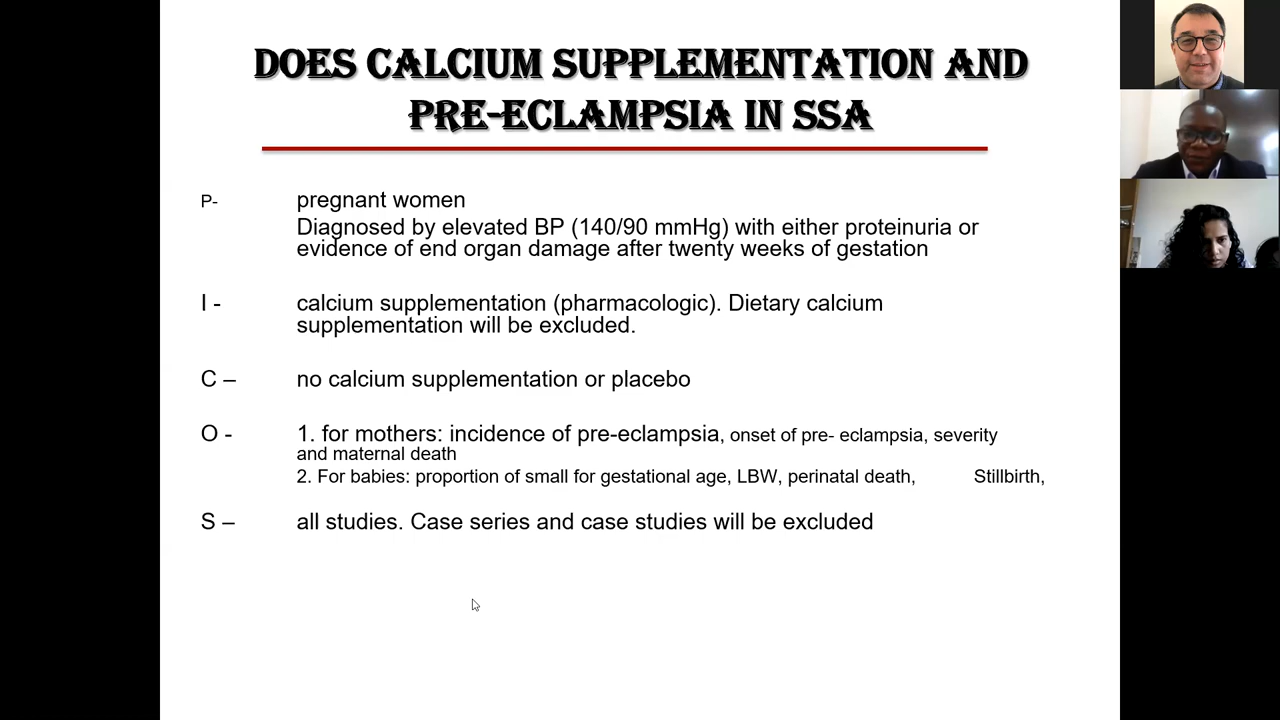 DOES CALCIUM SUPPLEMENTATION AND
PRE-ECLAMPSIA IN SSA
P- pregnant women
Diagnosed by elevated BP (140/90 mmHg) with either proteinuria or
evidence of end organ damage after twenty weeks of gestation
I - calcium supplementation (pharmacologic). Dietary calcium
supplementation will be excluded.
C – no calcium supplementation or placebo
O - 1. for mothers: incidence of pre-eclampsia, onset of pre- eclampsia, severity
and maternal death
2. For babies: proportion of small for gestational age, LBW, perinatal death, Stillbirth,
S – all studies. Case series and case studies will be excluded